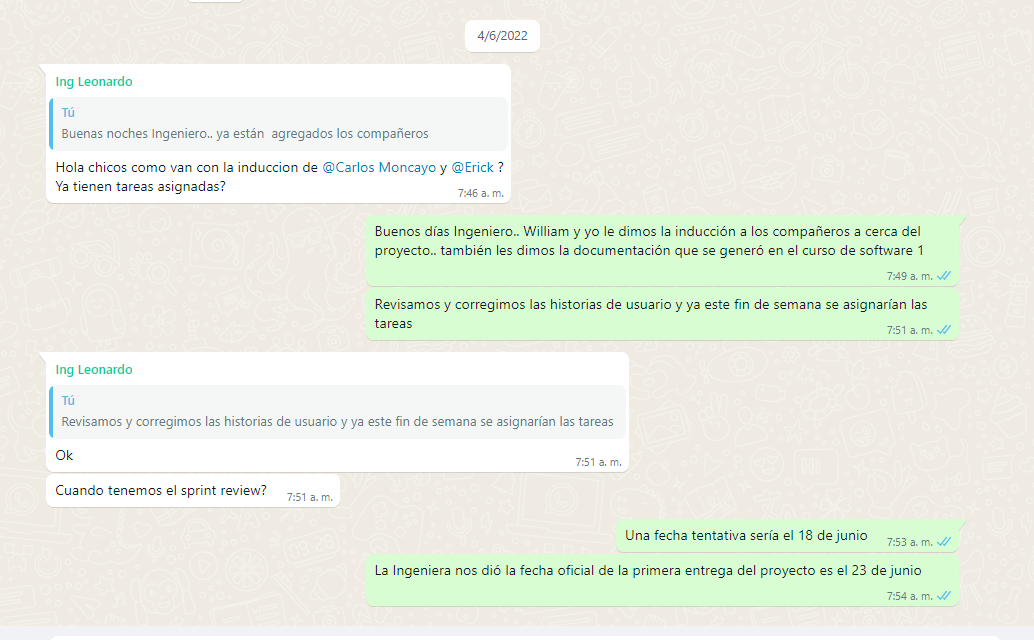 4/6/2022
Ing Leonardo
Tú
Buenas noches Ingeniero.. ya están  agregados los compañeros
Hola chicos como van con la induccion de @Carlos Moncayo y @Erick ?
Ya tienen tareas asignadas?
7:46 a. m.
Buenos días Ingeniero.. William y yo le dimos la inducción a los compañeros a cerca del
proyecto.. también les dimos la documentación que se generó en el curso de software 1
7:49 a. m.
Revisamos y corregimos las historias de usuario y ya este fin de semana se asignarían las
tareas
7:51 a. m.
Ing Leonardo
Tú
Revisamos y corregimos las historias de usuario y ya este fin de semana se asignarían las tareas
Ok
7:51 a. m.
Cuando tenemos el sprint review?
7:51 a. m.
Una fecha tentativa sería el 18 de junio
7:53 a. m.
La Ingeniera nos dió la fecha oficial de la primera entrega del proyecto es el 23 de junio
7:54 a. m.